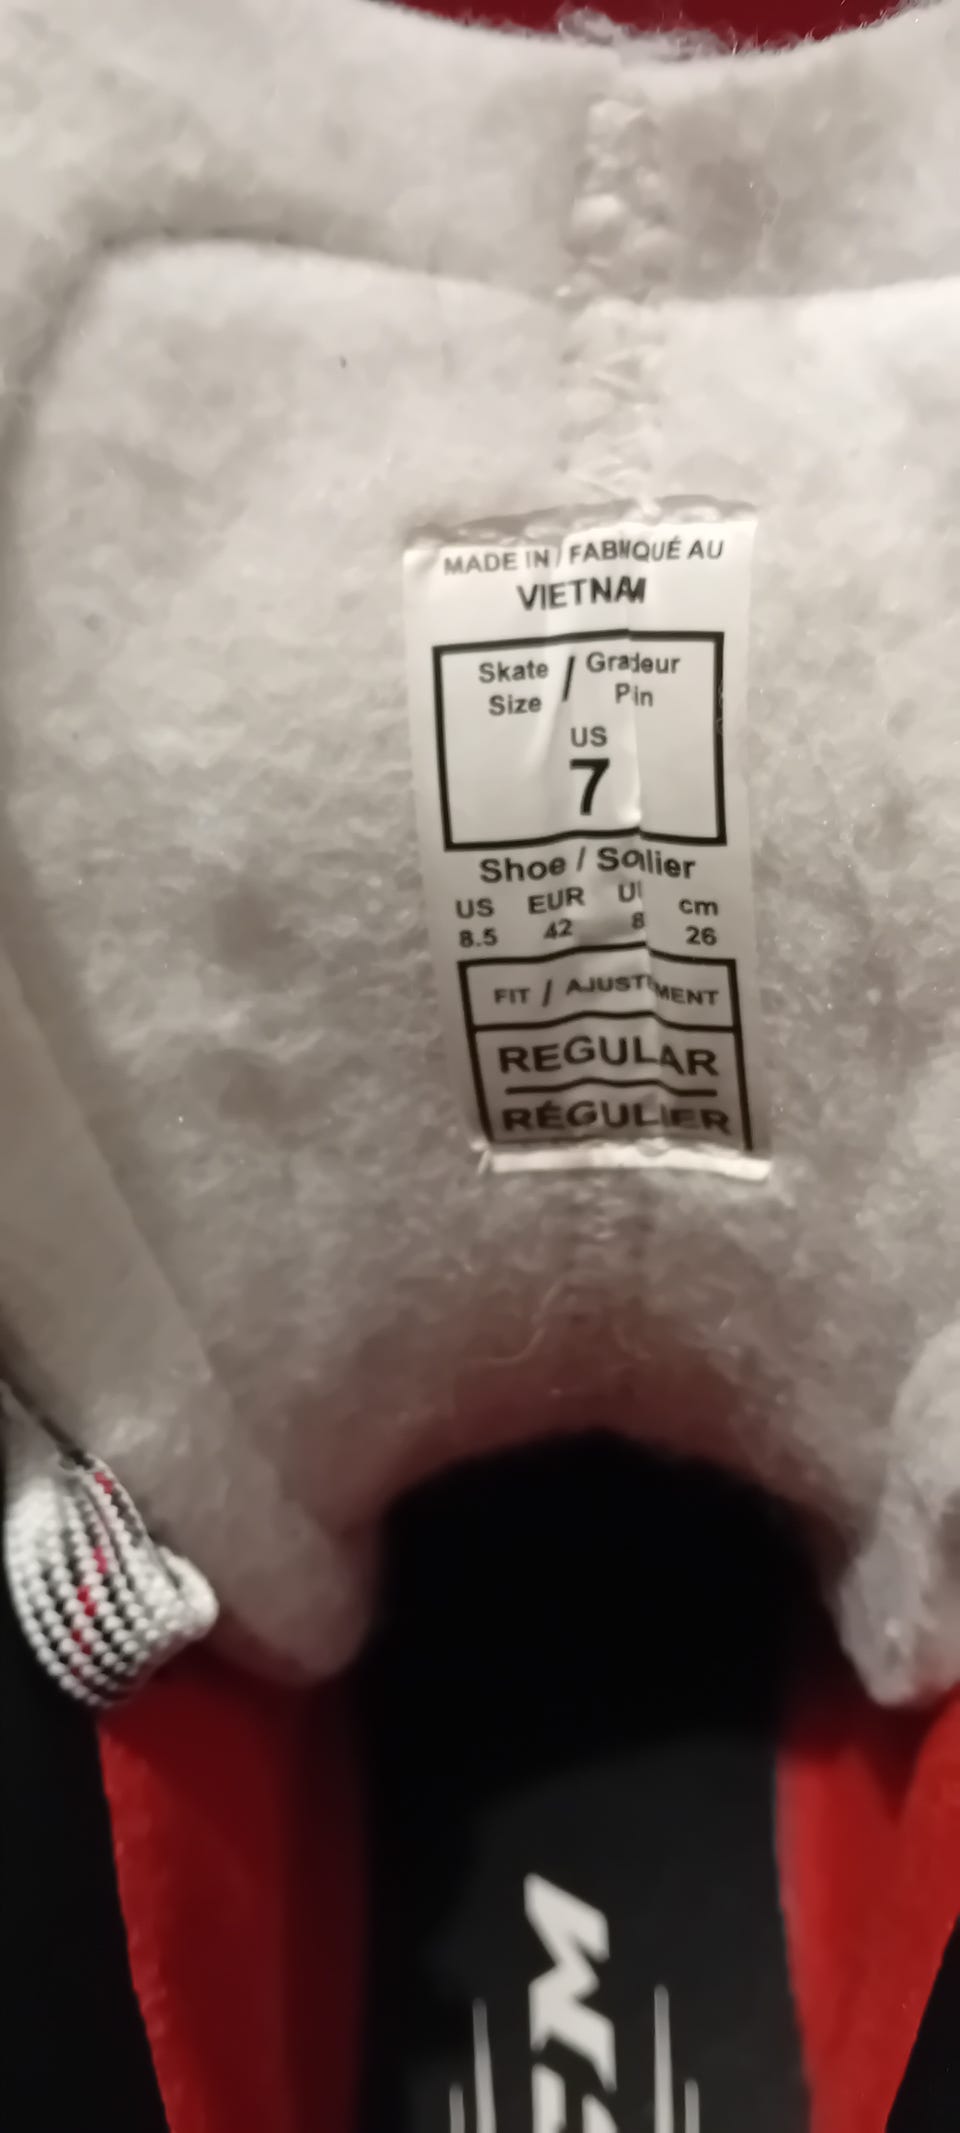 MADE IN / FABRIQUÉ AU
VIETNAM
Skate / Grandeur
Size Pin
US
7
Shoe / Soulier
US EUR UK cm
8.5 42 8 26
FIT / AJUSTEMENT
REGULAR
RÉGULIER